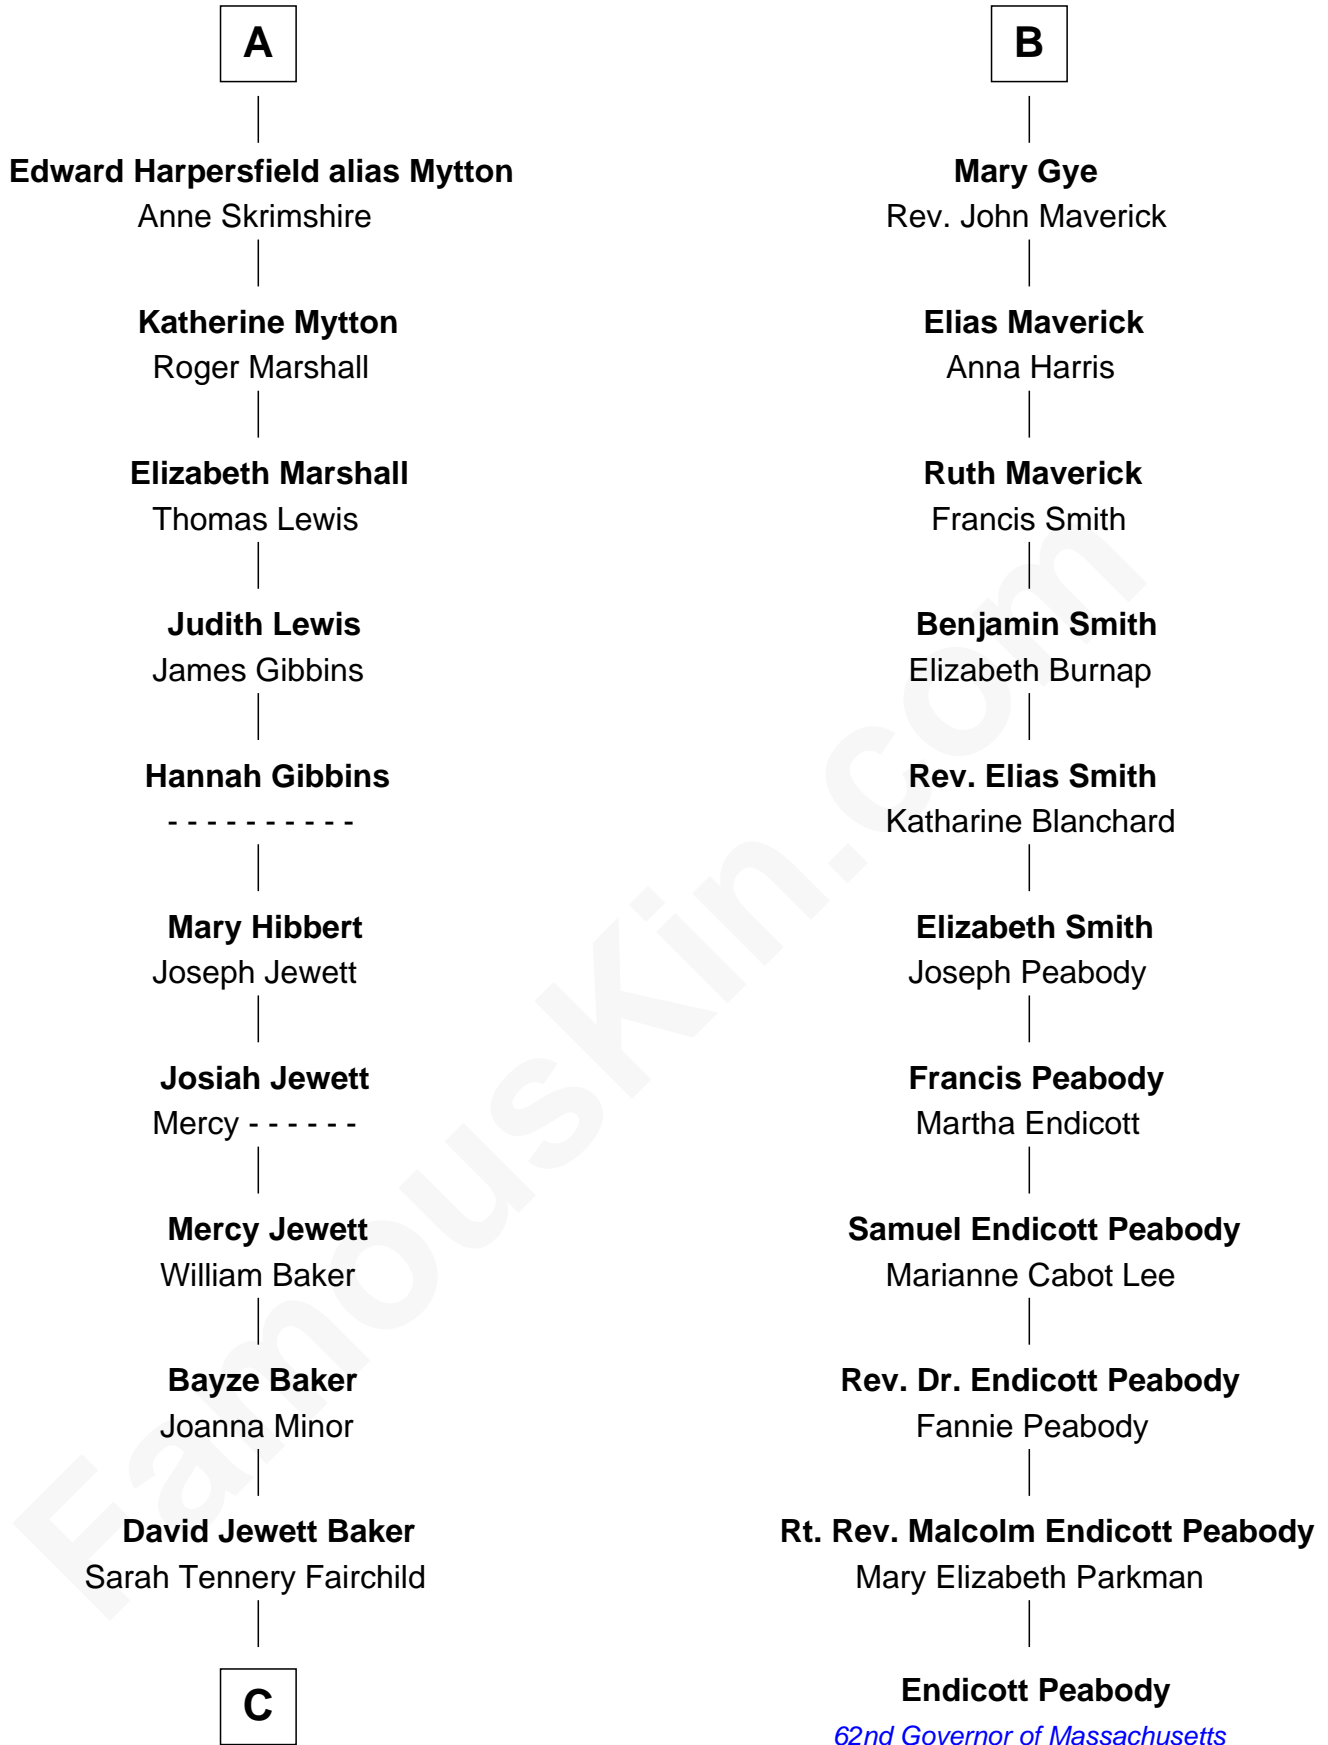 A
Edward Harpersfield alias Mytton
Anne Skrimshire
Katherine Mytton
Roger Marshall
Elizabeth Marshall
Thomas Lewis
Judith Lewis
James Gibbins
Hannah Gibbins
- - - - - - - - - -
Mary Hibbert
Joseph Jewett
Josiah Jewett
Mercy - - - - - -
Mercy Jewett
William Baker
Bayze Baker
Joanna Minor
David Jewett Baker
Sarah Tennery Fairchild
C
B
Mary Gye
Rev. John Maverick
Elias Maverick
Anna Harris
Ruth Maverick
Francis Smith
Benjamin Smith
Elizabeth Burnap
Rev. Elias Smith
Katharine Blanchard
Elizabeth Smith
Joseph Peabody
Francis Peabody
Martha Endicott
Samuel Endicott Peabody
Marianne Cabot Lee
Rev. Dr. Endicott Peabody
Fannie Peabody
Rt. Rev. Malcolm Endicott Peabody
Mary Elizabeth Parkman
Endicott Peabody
62nd Governor of Massachusetts
FamousKin.com